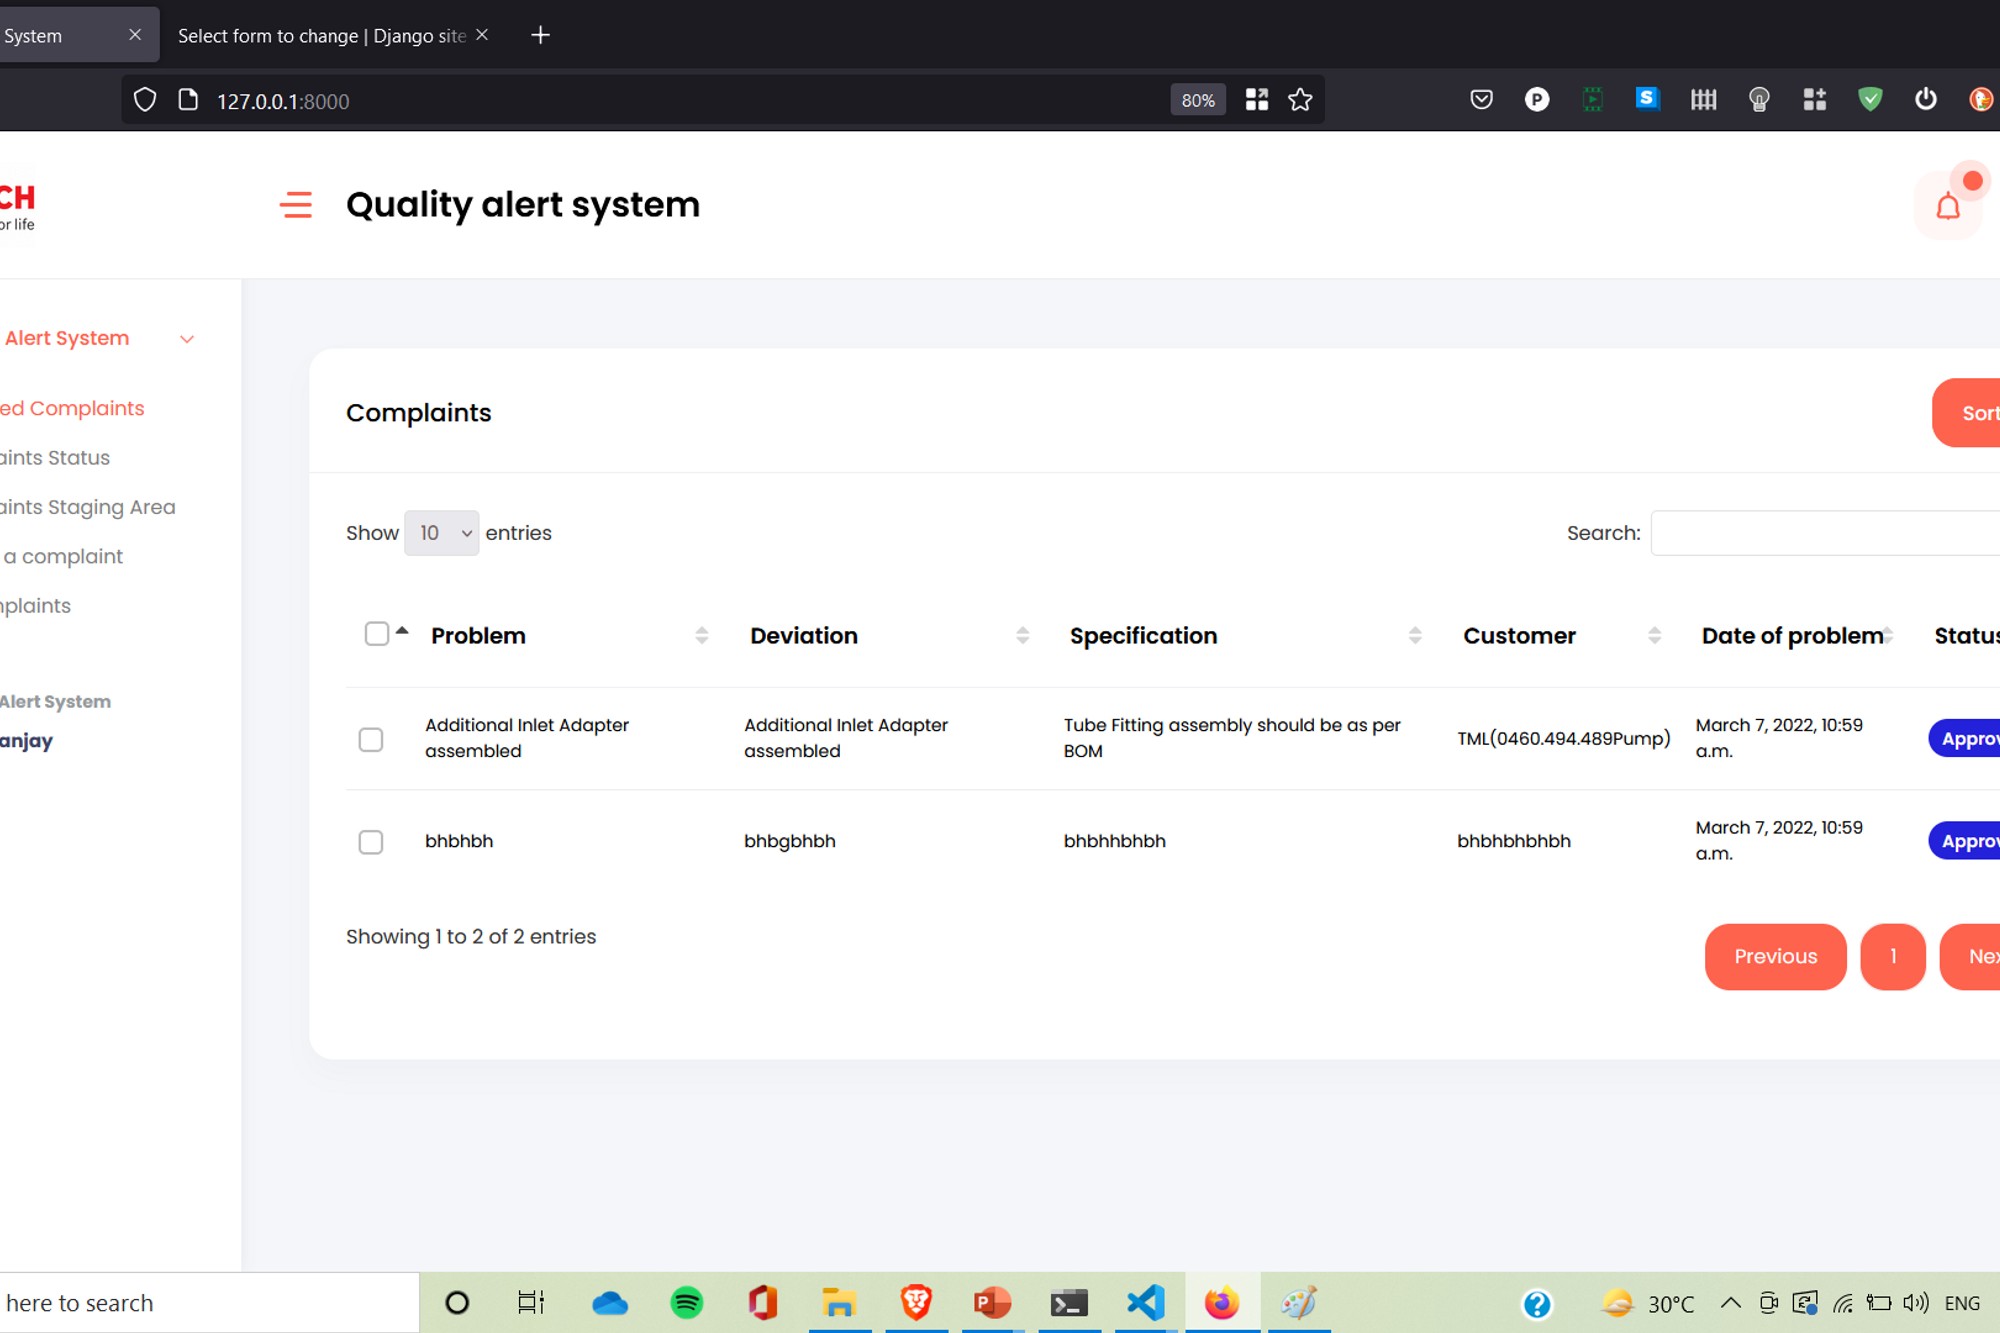 System
Select form to change | Django site
127.0.0.1:8000
80%
CH
or life
Quality alert system
Alert System
ed Complaints
aints Status
aints Staging Area
a complaint
plaints
Alert System
anjay
Complaints
Sort
Show 10 entries
Search:
Problem Deviation Specification Customer Date of problem Status
Additional Inlet Adapter
assembled
Additional Inlet Adapter
assembled
Tube Fitting assembly should be as per
BOM
TML(0460.494.489Pump)
March 7, 2022, 10:59
a.m.
Approv
bhbhbh
bhbgbhbh
bhbhhbhbh
bhbhbhbhbh
March 7, 2022, 10:59
a.m.
Approv
Showing 1 to 2 of 2 entries
Previous 1 Nex
here to search
30°C
ENG